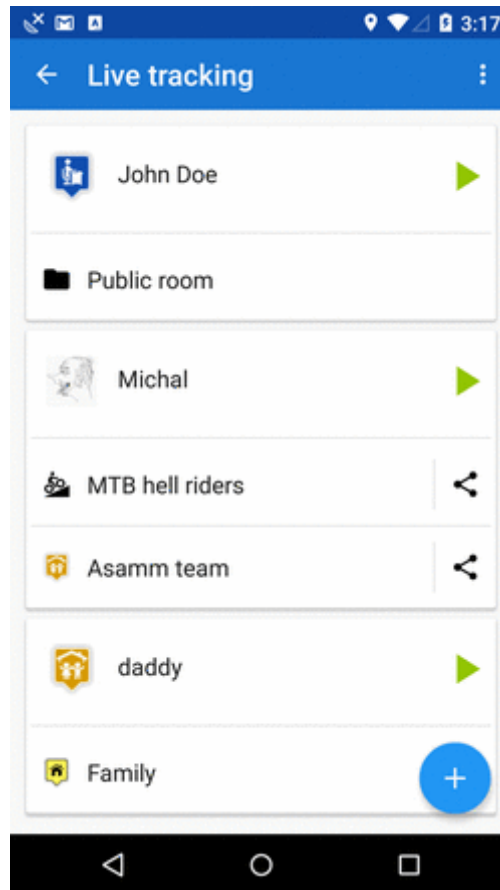 3:17
Live tracking
John Doe
Public room
Michal
MTB hell riders
Asamm team
daddy
Family